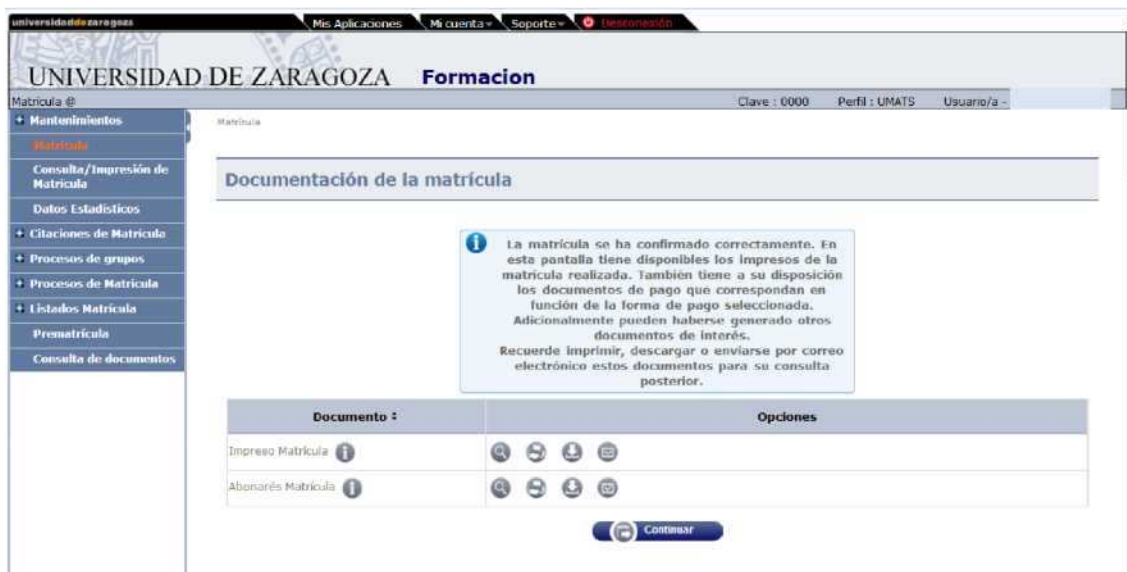 universidaddezaragoza
Mis Aplicaciones Mi cuenta Soporte Desconexión
UNIVERSIDAD DE ZARAGOZA Formacion
Matricula @ Clave : 0000 Perfil : UMATS Usuario/a -
+ Mantenimientos
Matrícula
Consulta/Impresión de
Matrícula
Datos Estadísticos
+ Citaciones de Matrícula
+ Procesos de grupos
+ Procesos de Matrícula
+ Listados Matrícula
Prematrícula
Consulta de documentos
Matrícula
Documentación de la matrícula
La matrícula se ha confirmado correctamente. En
esta pantalla tiene disponibles los impresos de la
matrícula realizada. También tiene a su disposición
los documentos de pago que correspondan en
función de la forma de pago seleccionada.
Adicionalmente pueden haberse generado otros
documentos de interés.
Recuerde imprimir, descargar o enviarse por correo
electrónico estos documentos para su consulta
posterior.
Documento Opciones
Impreso Matrícula
Abonarés Matrícula
Continuar